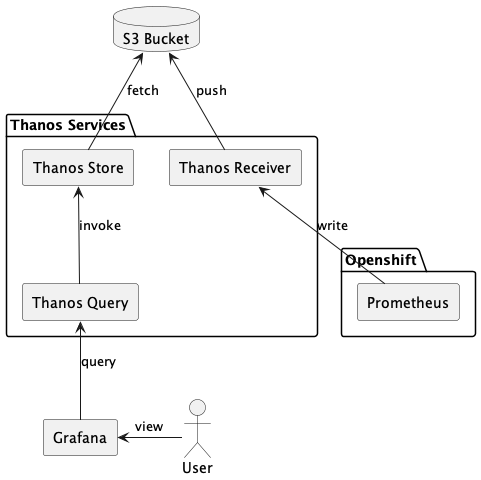 S3 Bucket
fetch
push
Thanos Services
Thanos Store
Thanos Receiver
invoke
write
Openshift
Thanos Query
Prometheus
query
view
Grafana
User